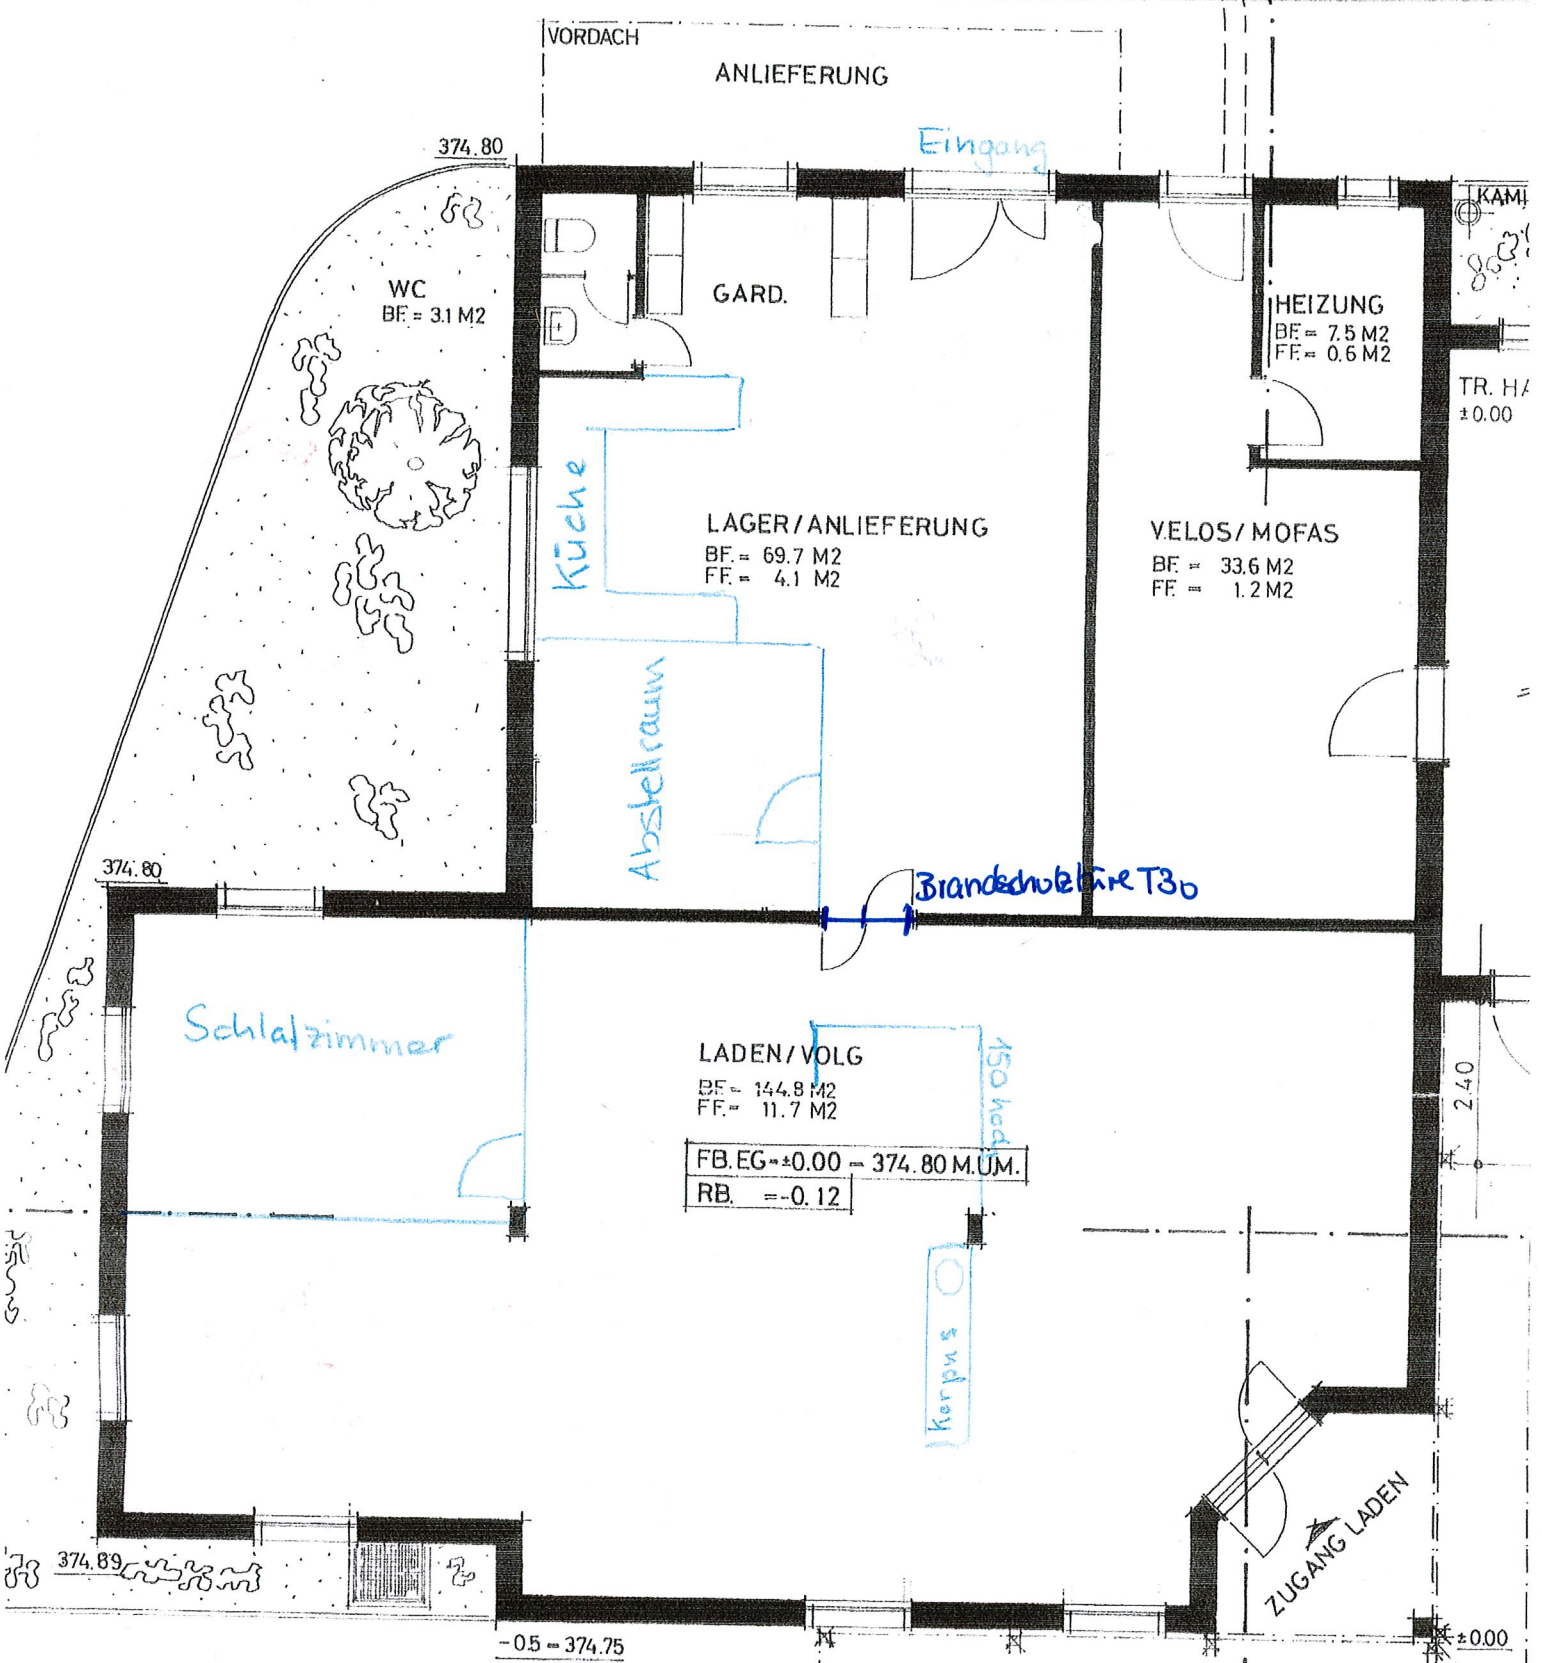 VORDACH
ANLIEFERUNG
Eingang
374.80
KAMI
WC
BF.= 3.1 M2
GARD.
HEIZUNG
BF.= 7.5 M2
FF.= 0.6 M2
TR. HA
±0.00
Küche
LAGER/ANLIEFERUNG
BF.= 69.7 M2
FF.= 4.1 M2
VELOS/MOFAS
BF. = 33.6 M2
FF. = 1.2 M2
Abstellraum
374.80
Brandschutztüre T30
Schlafzimmer
LADEN/VOLG
BF.= 144.8 M2
FF.= 11.7 M2
150 hoch
2.40
FB.EG=±0.00 = 374.80 M.Ü.M.
RB. =-0.12
Korpus
ZUGANG LADEN
374.89
-05 = 374.75
±0.00